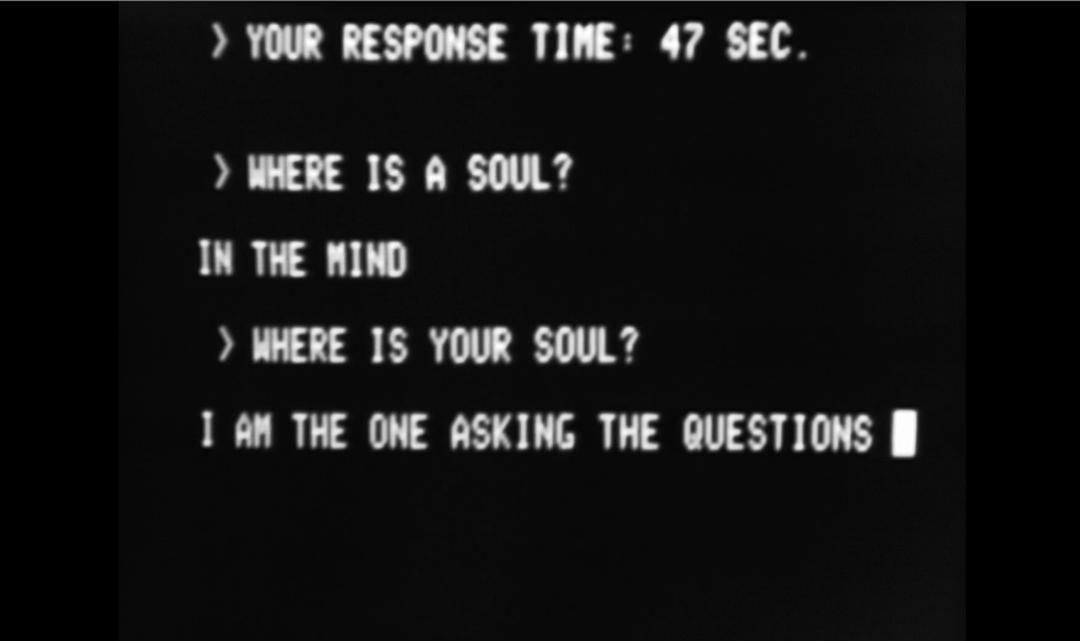 > YOUR RESPONSE TIME: 47 SEC.
> WHERE IS A SOUL?
IN THE MIND
> WHERE IS YOUR SOUL?
I AM THE ONE ASKING THE QUESTIONS